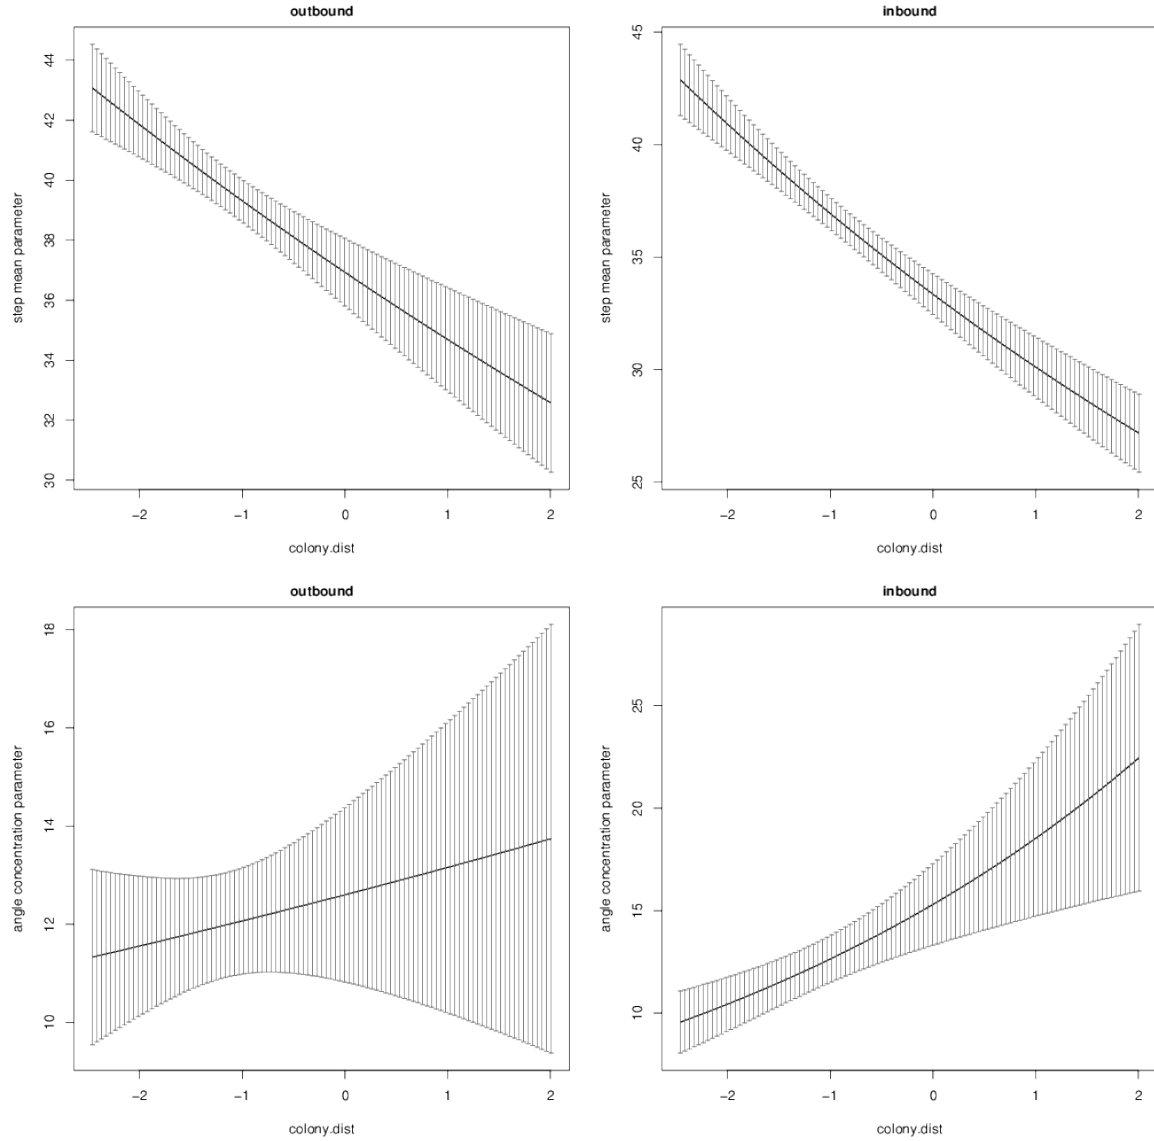 outbound
step mean parameter
44
42
40
38
36
34
32
30
−2 −1 0 1 2
colony.dist
inbound
step mean parameter
45
40
35
30
25
−2 −1 0 1 2
colony.dist
outbound
angle concentration parameter
18
16
14
12
10
−2 −1 0 1 2
colony.dist
inbound
angle concentration parameter
25
20
15
10
−2 −1 0 1 2
colony.dist